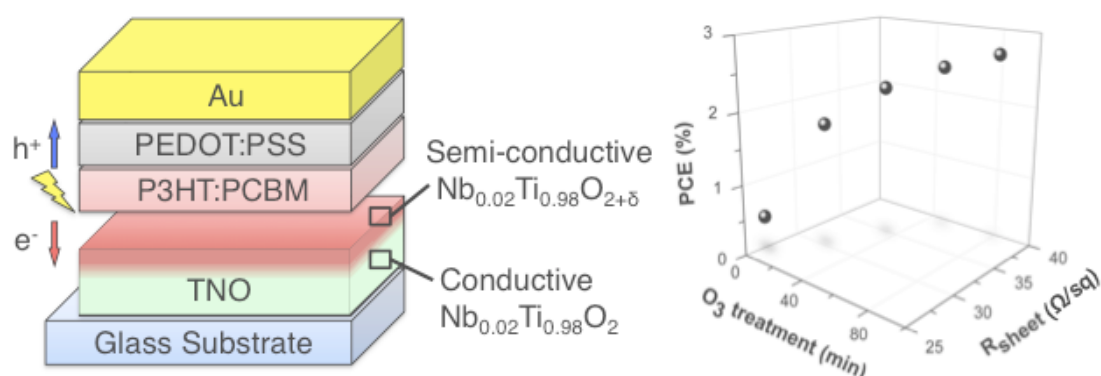 Au
PEDOT:PSS
P3HT:PCBM
TNO
Glass Substrate
h⁺
e⁻
Semi-conductive
Nb₀.₀₂Ti₀.₉₈O₂₊δ
Conductive
Nb₀.₀₂Ti₀.₉₈O₂
PCE (%)
3
2
1
0
0
40
80
O₃ treatment (min)
25
30
35
40
Rsheet (Ω/sq)